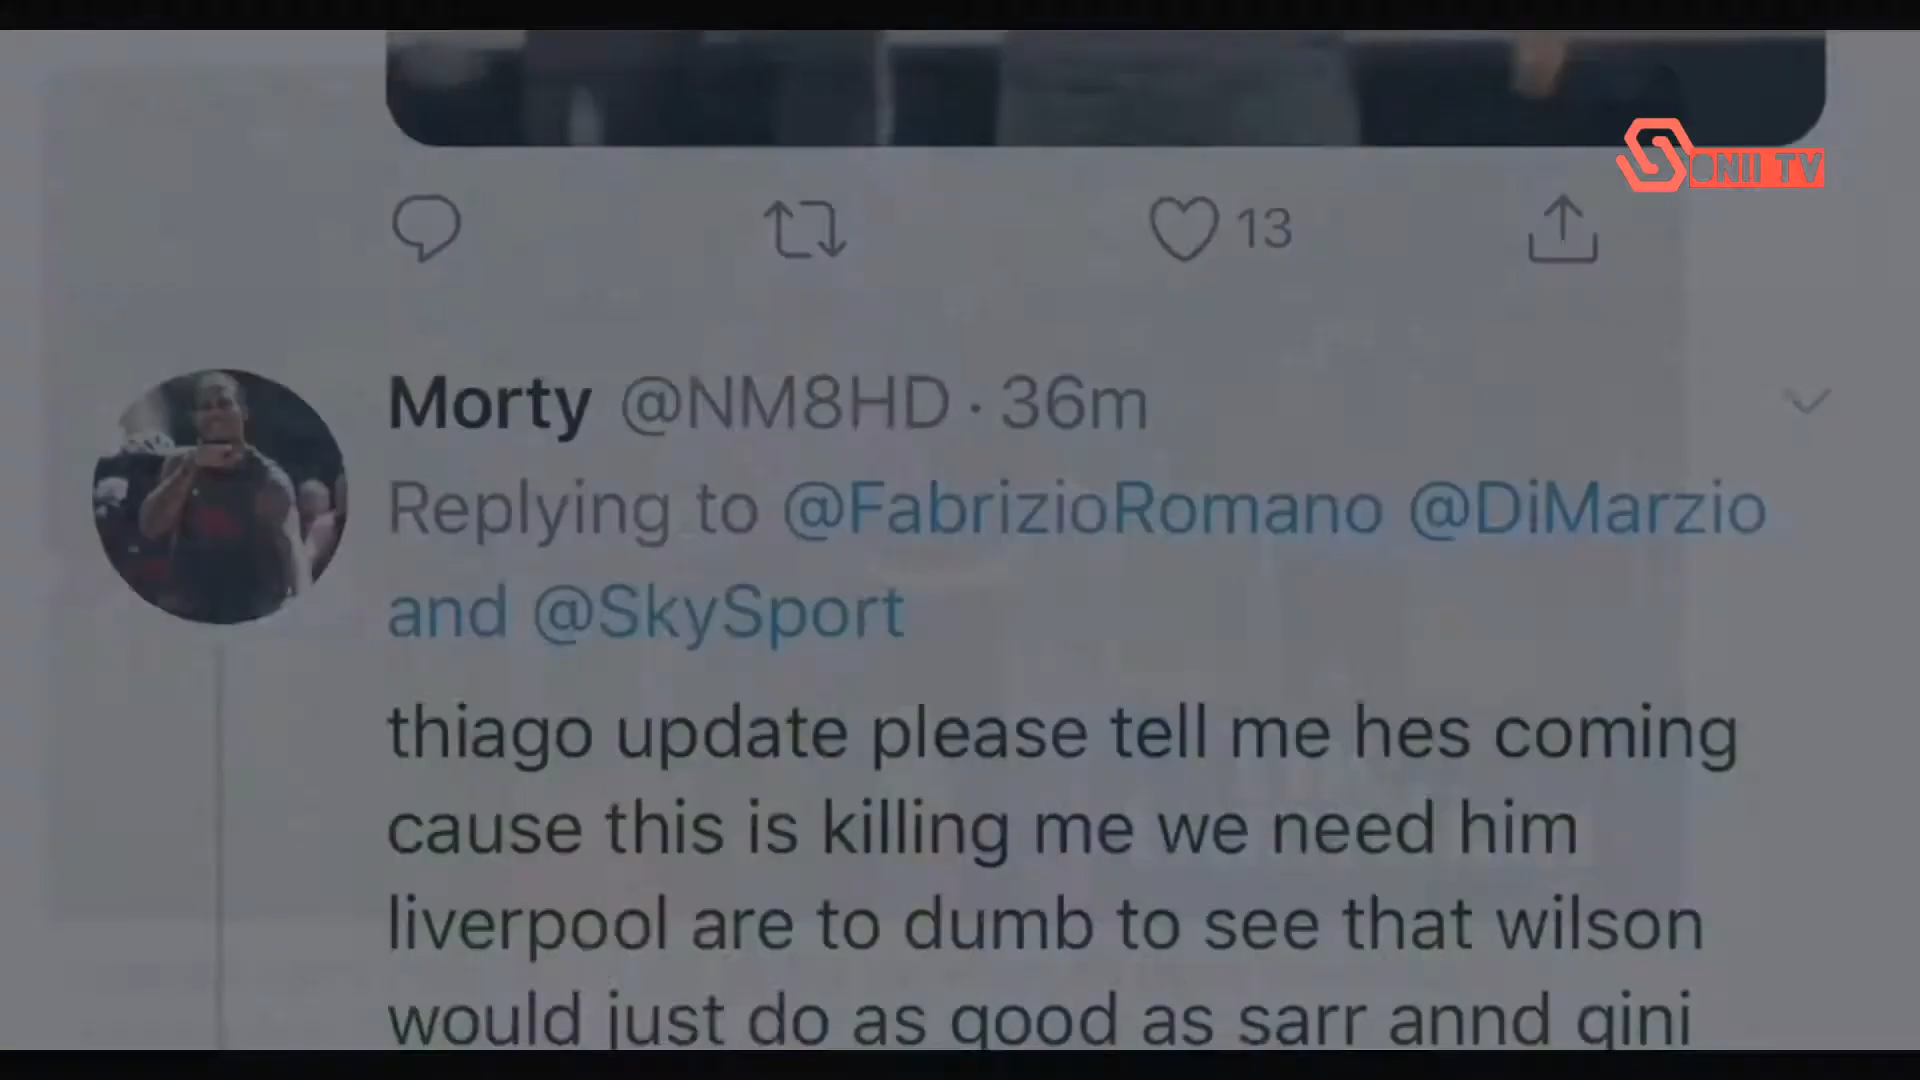 SONII TV
13
Morty @NM8HD · 36m
Replying to @FabrizioRomano @DiMarzio
and @SkySport
thiago update please tell me hes coming
cause this is killing me we need him
liverpool are to dumb to see that wilson
would just do as good as sarr annd gini